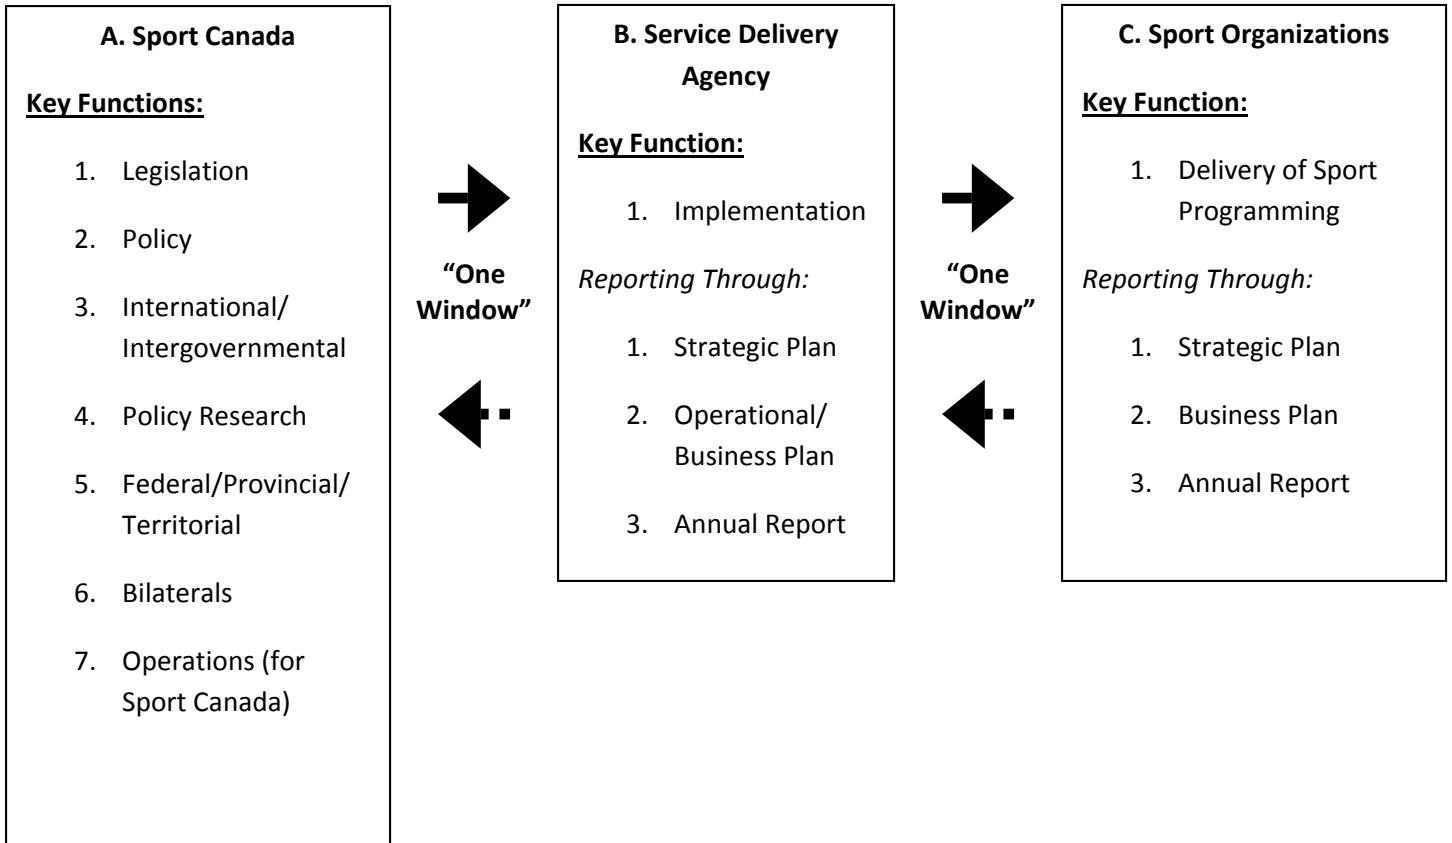 A. Sport Canada
Key Functions:
1. Legislation
2. Policy
3. International/
Intergovernmental
4. Policy Research
5. Federal/Provincial/
Territorial
6. Bilaterals
7. Operations (for
Sport Canada)
“One
Window”
B. Service Delivery
Agency
Key Function:
1. Implementation
Reporting Through:
1. Strategic Plan
2. Operational/
Business Plan
3. Annual Report
“One
Window”
C. Sport Organizations
Key Function:
1. Delivery of Sport
Programming
Reporting Through:
1. Strategic Plan
2. Business Plan
3. Annual Report